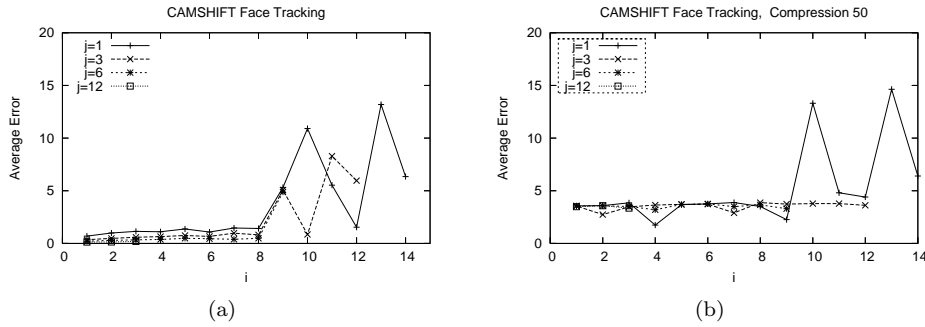 CAMSHIFT Face Tracking
20
15
10
5
0
Average Error
j=1
j=3
j=6
j=12
0 2 4 6 8 10 12 14
i
(a)
CAMSHIFT Face Tracking, Compression 50
20
15
10
5
0
Average Error
j=1
j=3
j=6
j=12
0 2 4 6 8 10 12 14
i
(b)